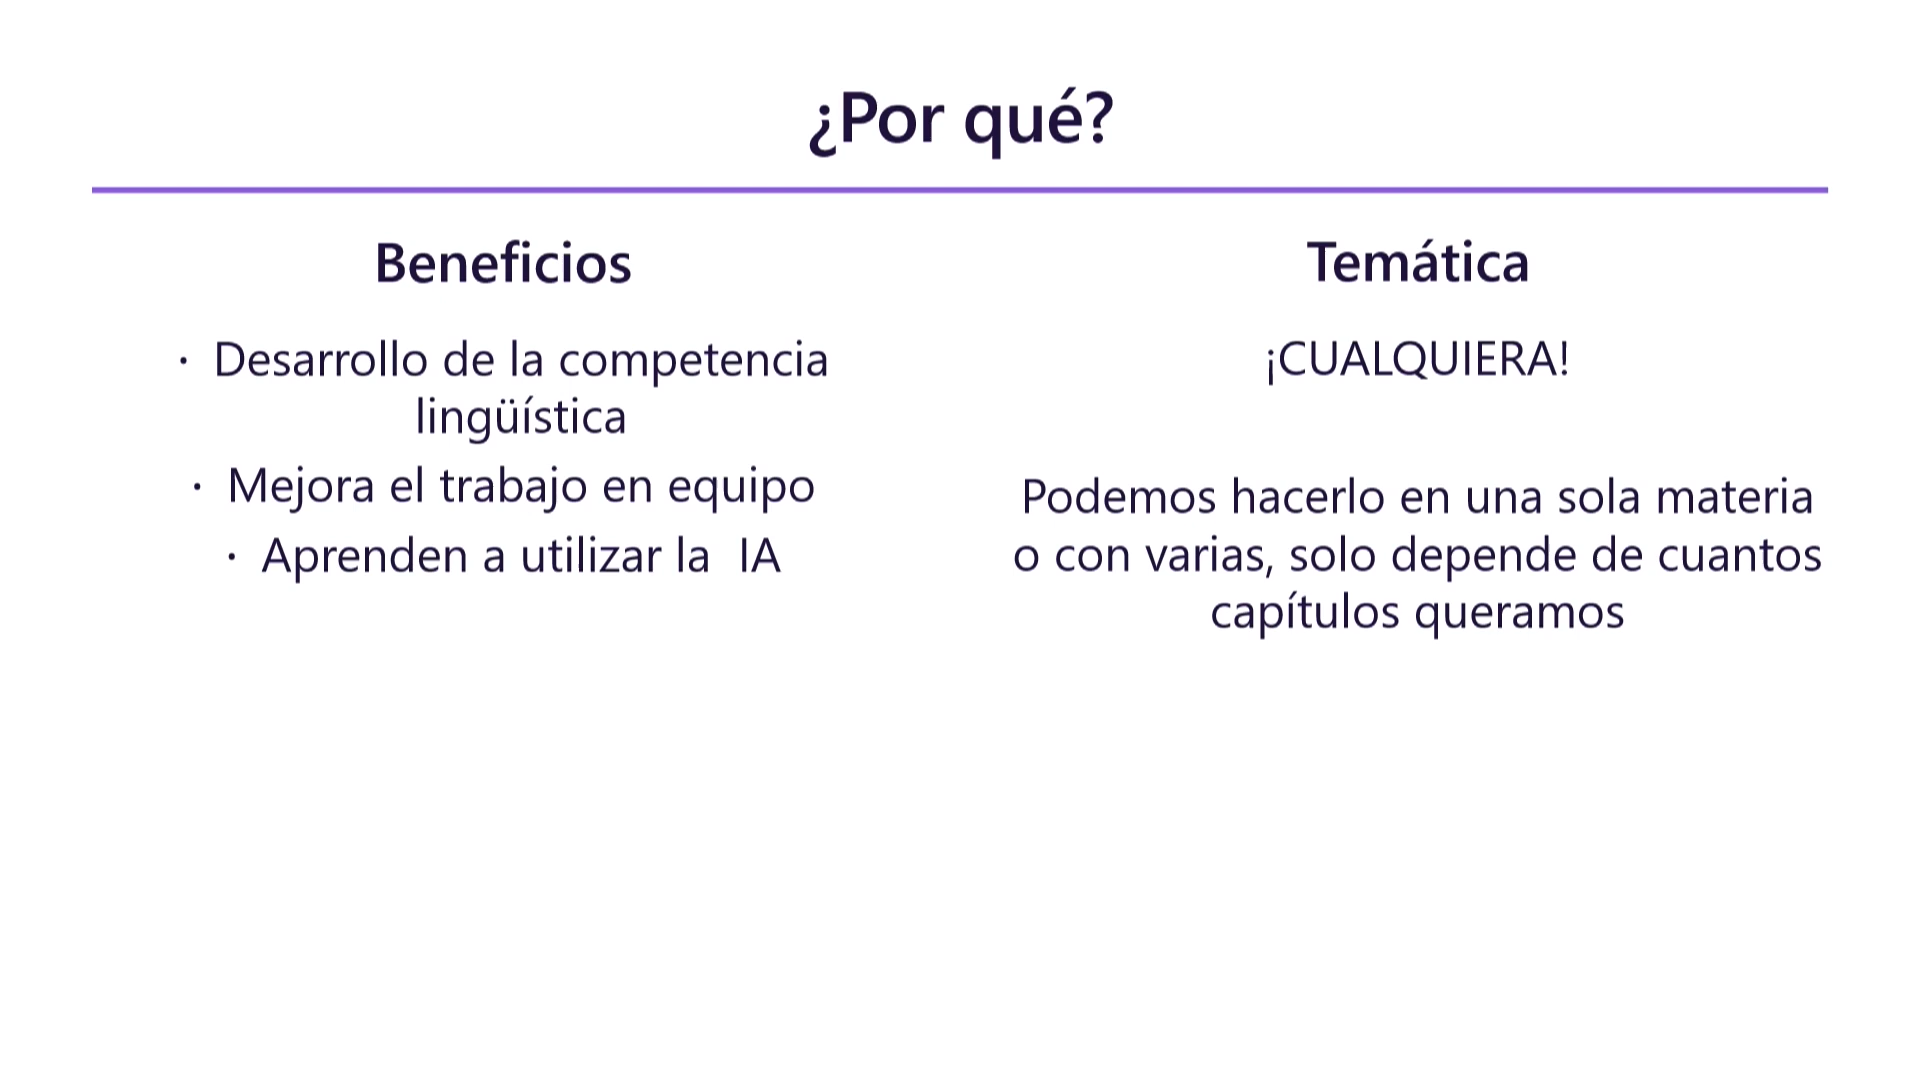 ¿Por qué?
Beneficios
· Desarrollo de la competencia
lingüística
· Mejora el trabajo en equipo
· Aprenden a utilizar la  IA
Temática
¡CUALQUIERA!
Podemos hacerlo en una sola materia
o con varias, solo depende de cuantos
capítulos queramos